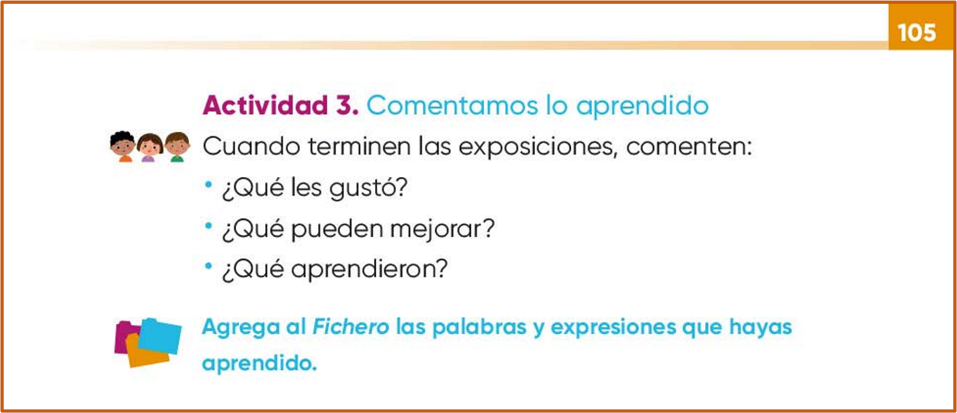 105
Actividad 3. Comentamos lo aprendido
Cuando terminen las exposiciones, comenten:
• ¿Qué les gustó?
• ¿Qué pueden mejorar?
• ¿Qué aprendieron?
Agrega al Fichero las palabras y expresiones que hayas
aprendido.